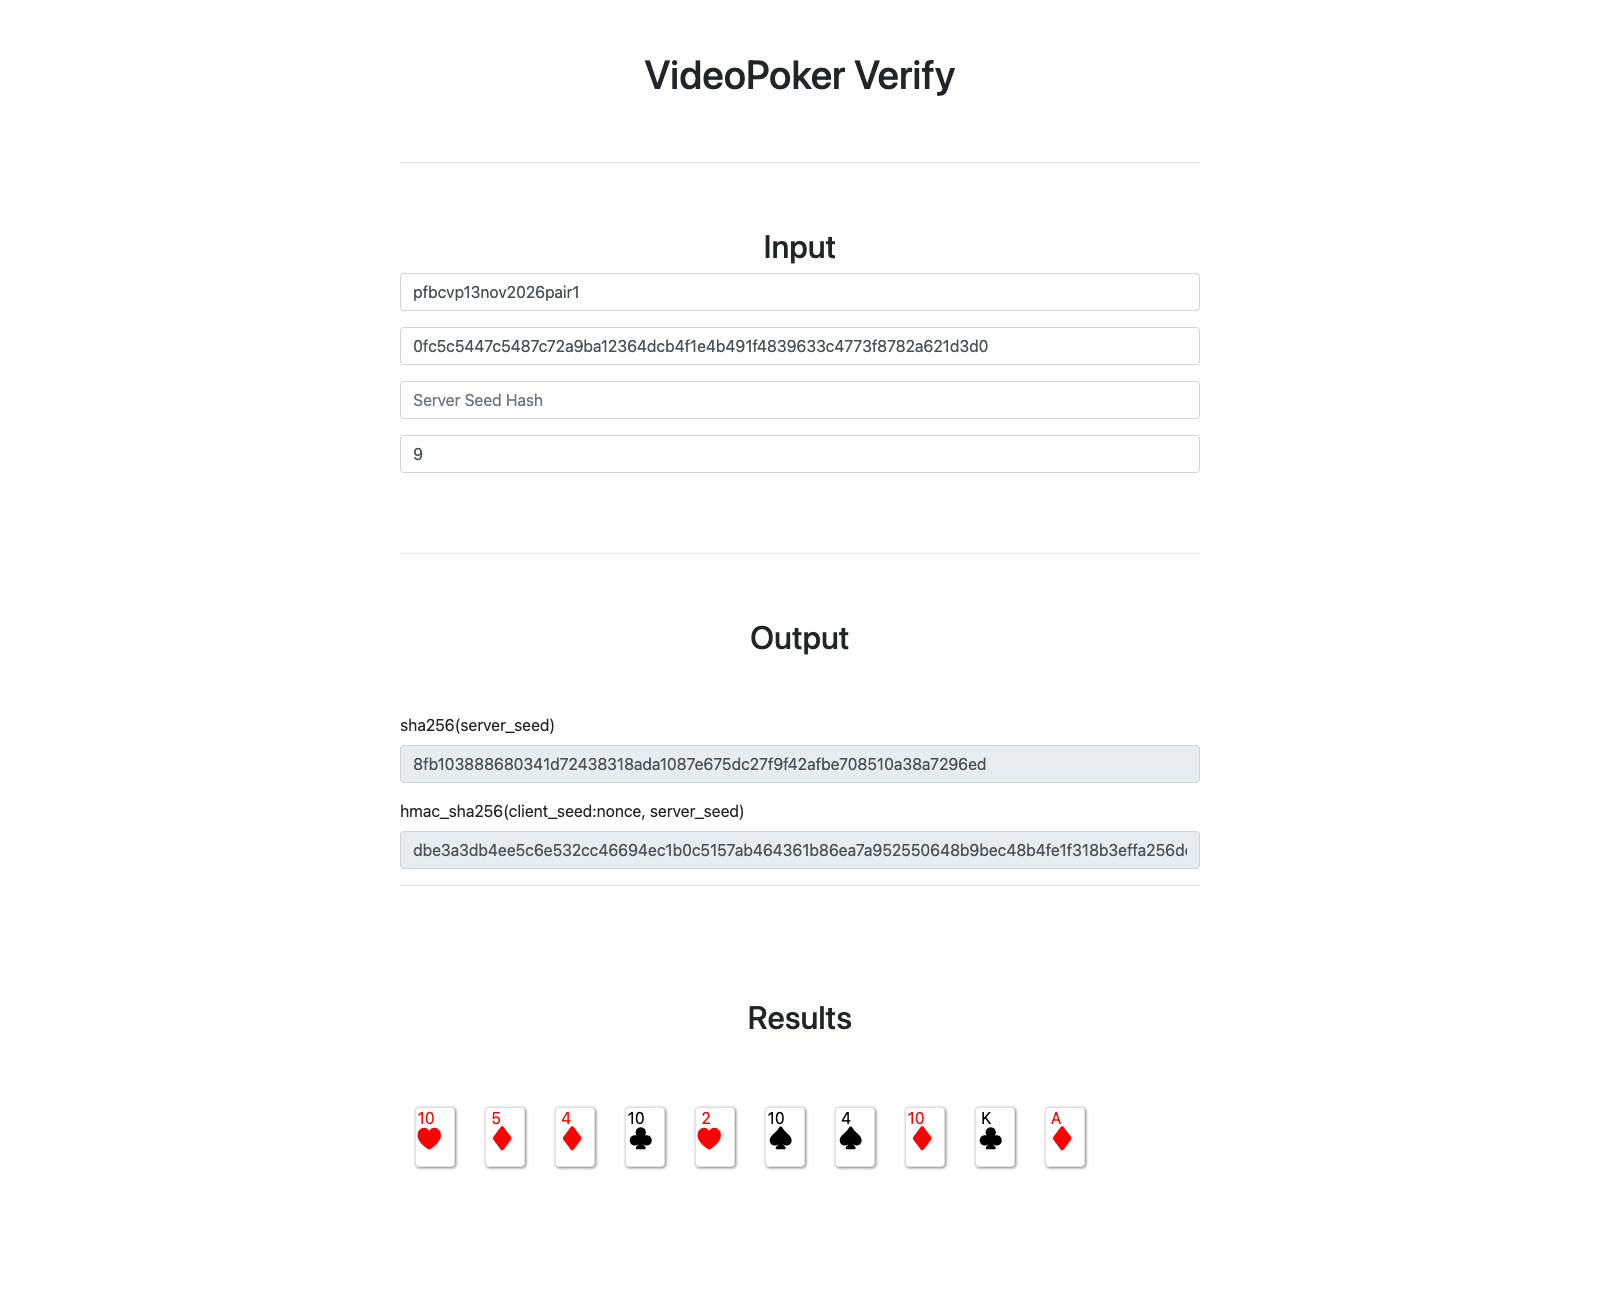 VideoPoker Verify
Input
pfbcvp13nov2026pair1
0fc5c5447c5487c72a9ba12364dcb4f1e4b491f4839633c4773f8782a621d3d0
Server Seed Hash
9
Output
sha256(server_seed)
8fb103888680341d72438318ada1087e675dc27f9f42afbe708510a38a7296ed
hmac_sha256(client_seed:nonce, server_seed)
dbe3a3db4ee5c6e532cc46694ec1b0c5157ab464361b86ea7a952550648b9bec48b4fe1f318b3effa256d
Results
10 5 4 10 2 10 4 10 K A